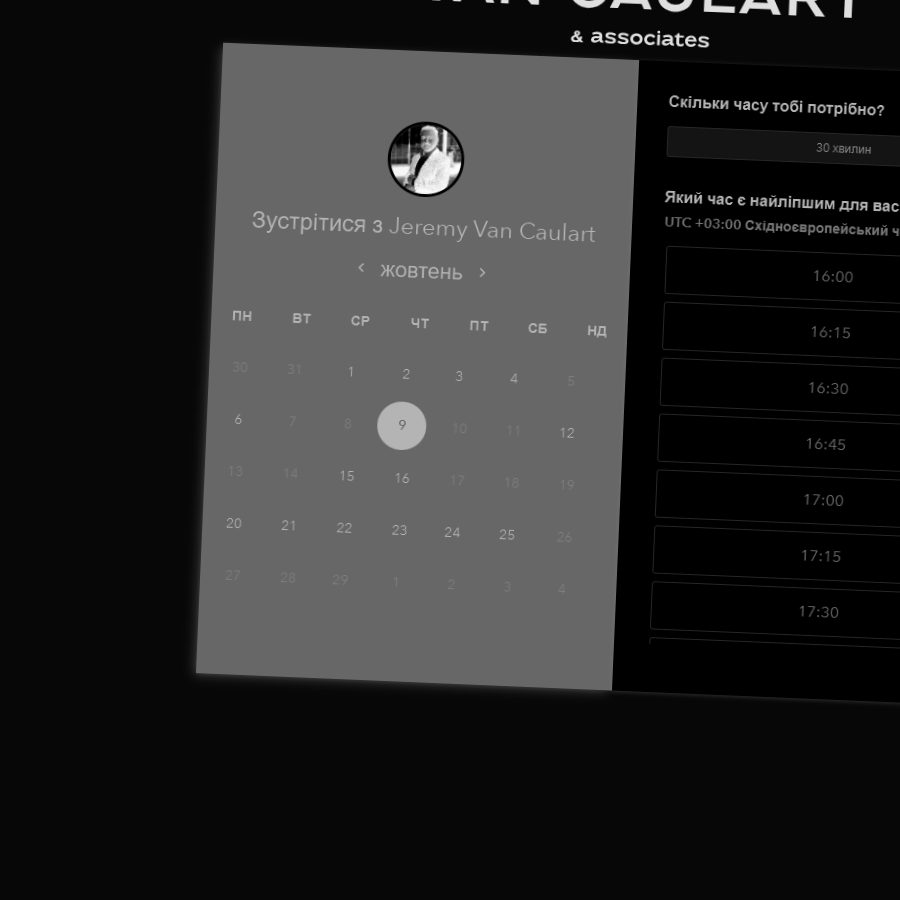 VAN CAULART
& associates
Зустрітися з Jeremy Van Caulart
жовтень
ПН ВТ СР ЧТ ПТ СБ НД
30 31 1 2 3 4 5
6 7 8 9 10 11 12
13 14 15 16 17 18 19
20 21 22 23 24 25 26
27 28 29 1 2 3 4
Скільки часу тобі потрібно?
30 хвилин
Який час є найліпшим для вас
UTC +03:00 Східноєвропейський ч
16:00
16:15
16:30
16:45
17:00
17:15
17:30